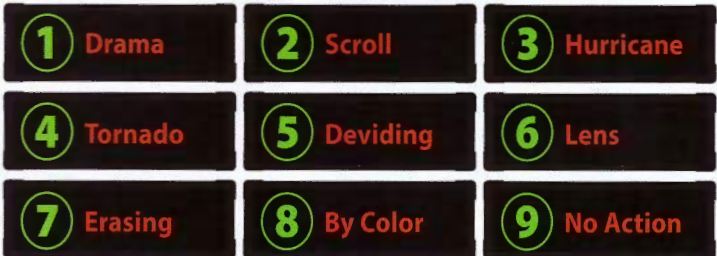 1 Drama
2 Scroll
3 Hurricane
4 Tornado
5 Deviding
6 Lens
7 Erasing
8 By Color
9 No Action